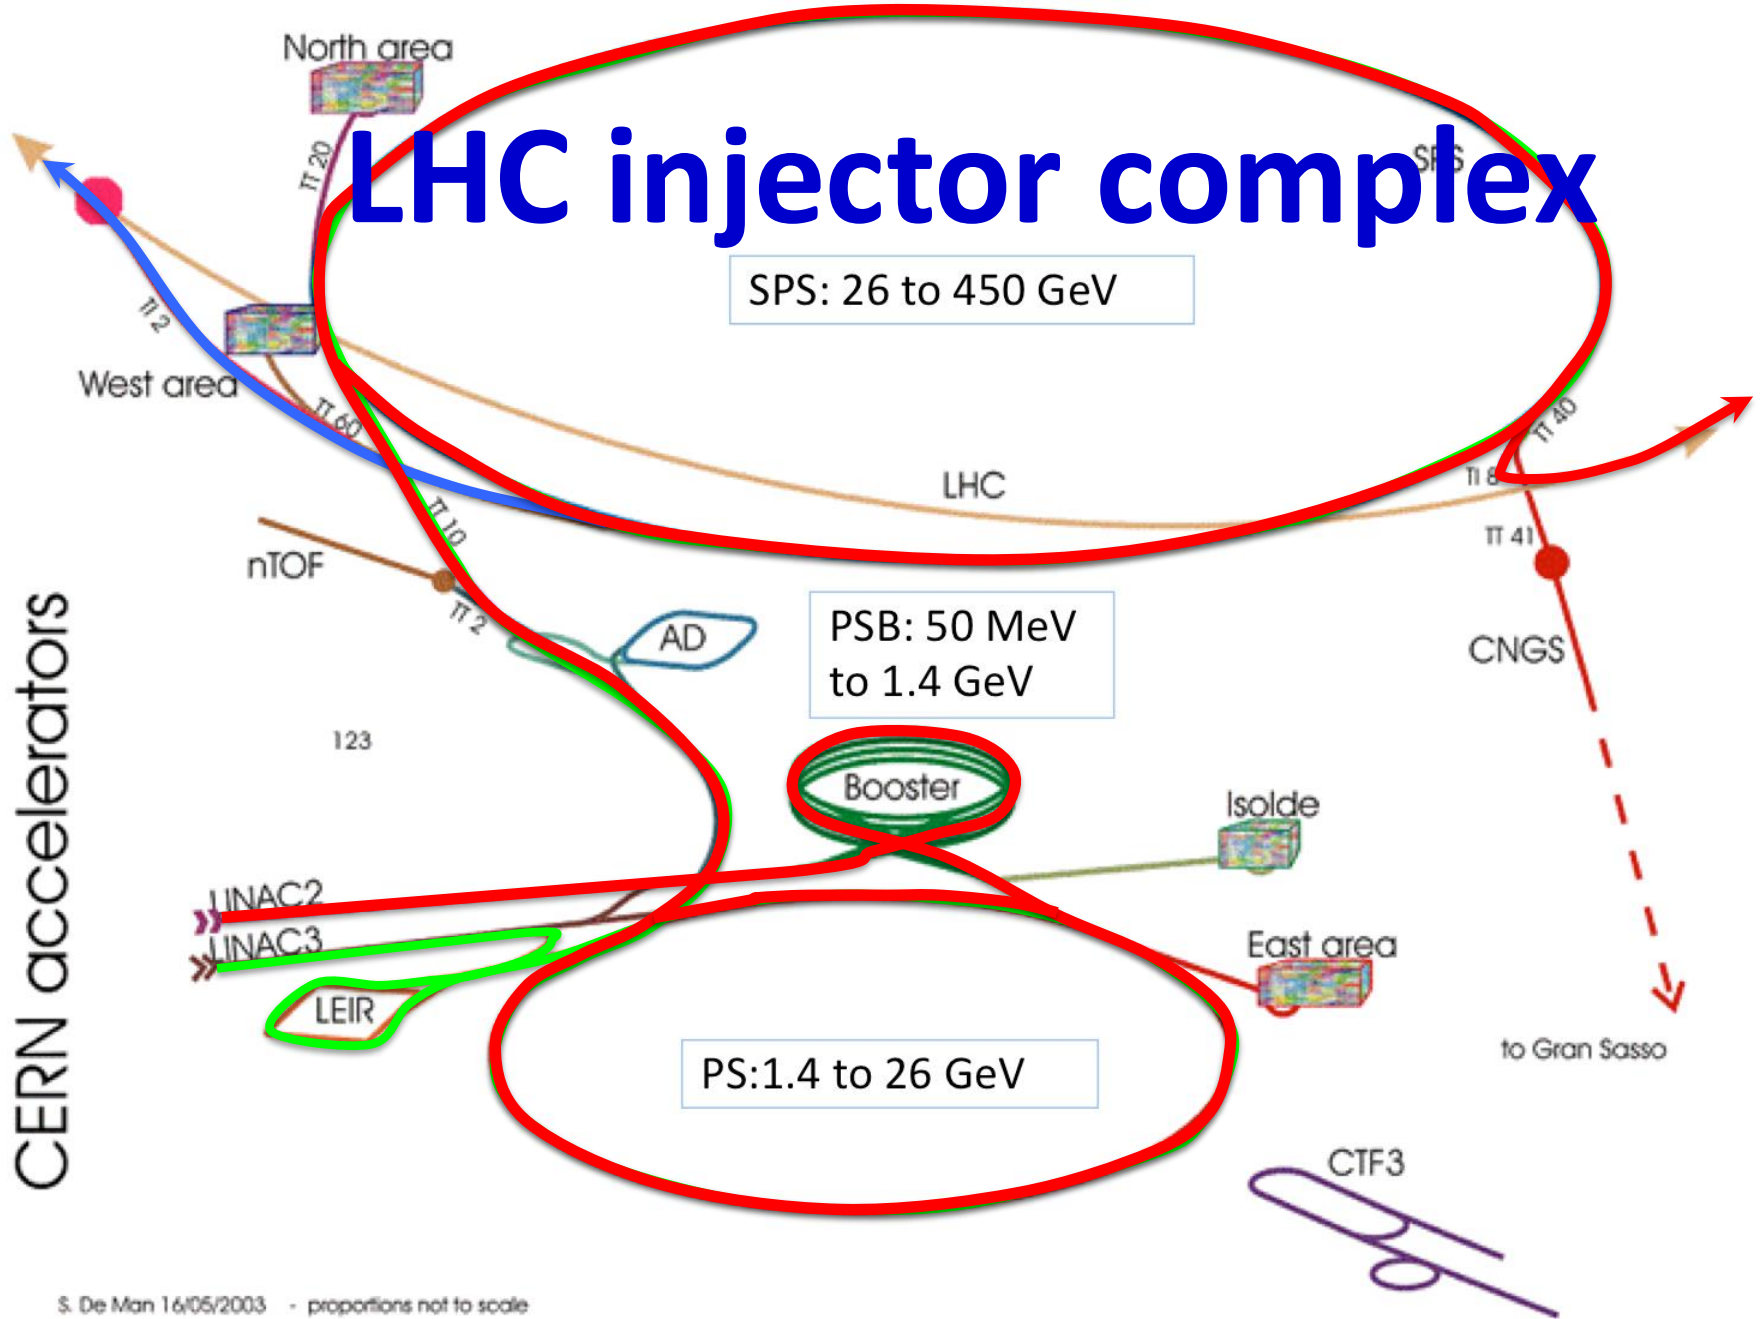 North area
TT 20
LHC injector complex
SPS
SPS: 26 to 450 GeV
TI 2
West area
TT 60
TT 40
LHC
TI 8
TT 10
TT 41
nTOF
TT 2
AD
PSB: 50 MeV
to 1.4 GeV
CNGS
CERN accelerators
123
Booster
Isolde
LINAC2
LINAC3
East area
LEIR
to Gran Sasso
PS:1.4 to 26 GeV
CTF3
S. De Man 16/05/2003 - proportions not to scale